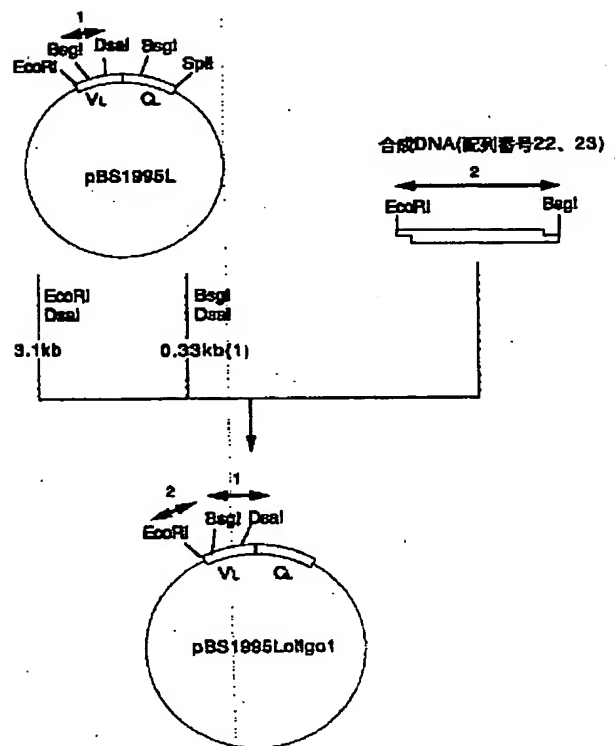 1
BsgI DsaI BsgI
EcoRI SplI
VL CL
pBS1995L
合成DNA(配列番号22、23)
2
EcoRI BsgI
EcoRI
DsaI
3.1kb
BsgI
DsaI
0.33kb(1)
2 1
EcoRI BsgI DsaI
VL CL
pBS1995Loligo1